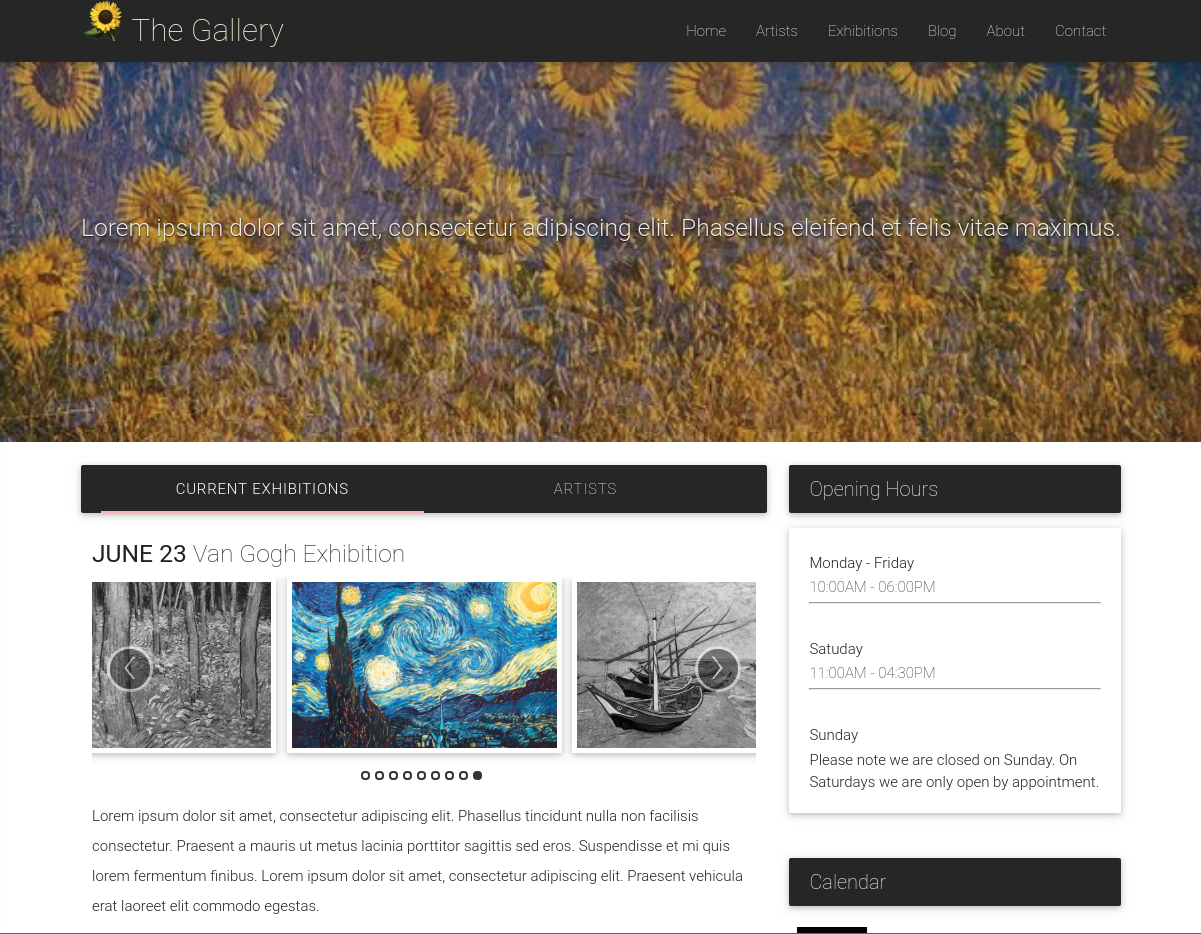 The Gallery
Home Artists Exhibitions Blog About Contact
Lorem ipsum dolor sit amet, consectetur adipiscing elit. Phasellus eleifend et felis vitae maximus.
CURRENT EXHIBITIONS ARTISTS
JUNE 23 Van Gogh Exhibition
Lorem ipsum dolor sit amet, consectetur adipiscing elit. Phasellus tincidunt nulla non facilisis
consectetur. Praesent a mauris ut metus lacinia porttitor sagittis sed eros. Suspendisse et mi quis
lorem fermentum finibus. Lorem ipsum dolor sit amet, consectetur adipiscing elit. Praesent vehicula
erat laoreet elit commodo egestas.
Opening Hours
Monday - Friday
10:00AM - 06:00PM
Satuday
11:00AM - 04:30PM
Sunday
Please note we are closed on Sunday. On
Saturdays we are only open by appointment.
Calendar